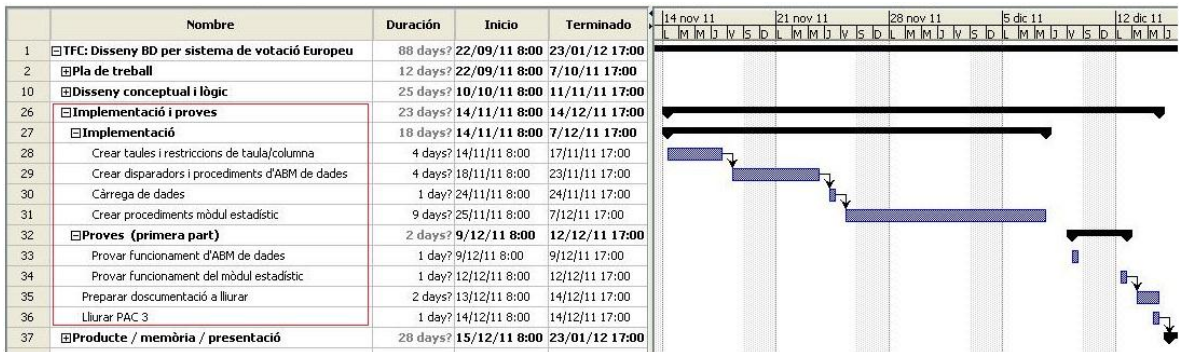 Nombre Duración Inicio Terminado 14 nov 11 21 nov 11 28 nov 11 5 dic 11 12 dic 11
L M M J V S D L M M J V S D L M M J V S D L M M J V S D L M M J
1 TFC: Disseny BD per sistema de votació Europeu 88 days? 22/09/11 8:00 23/01/12 17:00
2 Pla de treball 12 days? 22/09/11 8:00 7/10/11 17:00
10 Disseny conceptual i lògic 25 days? 10/10/11 8:00 11/11/11 17:00
26 Implementació i proves 23 days? 14/11/11 8:00 14/12/11 17:00
27 Implementació 18 days? 14/11/11 8:00 7/12/11 17:00
28 Crear taules i restriccions de taula/columna 4 days? 14/11/11 8:00 17/11/11 17:00
29 Crear disparadors i procediments d'ABM de dades 4 days? 18/11/11 8:00 23/11/11 17:00
30 Càrrega de dades 1 day? 24/11/11 8:00 24/11/11 17:00
31 Crear procediments mòdul estadístic 9 days? 25/11/11 8:00 7/12/11 17:00
32 Proves (primera part) 2 days? 9/12/11 8:00 12/12/11 17:00
33 Provar funcionament d'ABM de dades 1 day? 9/12/11 8:00 9/12/11 17:00
34 Provar funcionament del mòdul estadístic 1 day? 12/12/11 8:00 12/12/11 17:00
35 Preparar doscumentació a lliurar 2 days? 13/12/11 8:00 14/12/11 17:00
36 Lliurar PAC 3 1 day? 14/12/11 8:00 14/12/11 17:00
37 Producte / memòria / presentació 28 days? 15/12/11 8:00 23/01/12 17:00